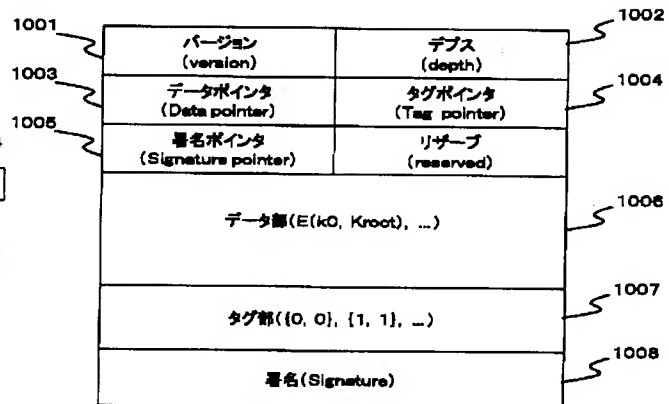 1001
バージョン
(version)
デプス
(depth)
1002
1003
データポインタ
(Data pointer)
タグポインタ
(Tag pointer)
1004
1005
署名ポインタ
(Signature pointer)
リザーブ
(reserved)
データ部(E(k0, Kroot), ...)
1006
タグ部({0, 0}, {1, 1}, ...)
1007
署名(Signature)
1008